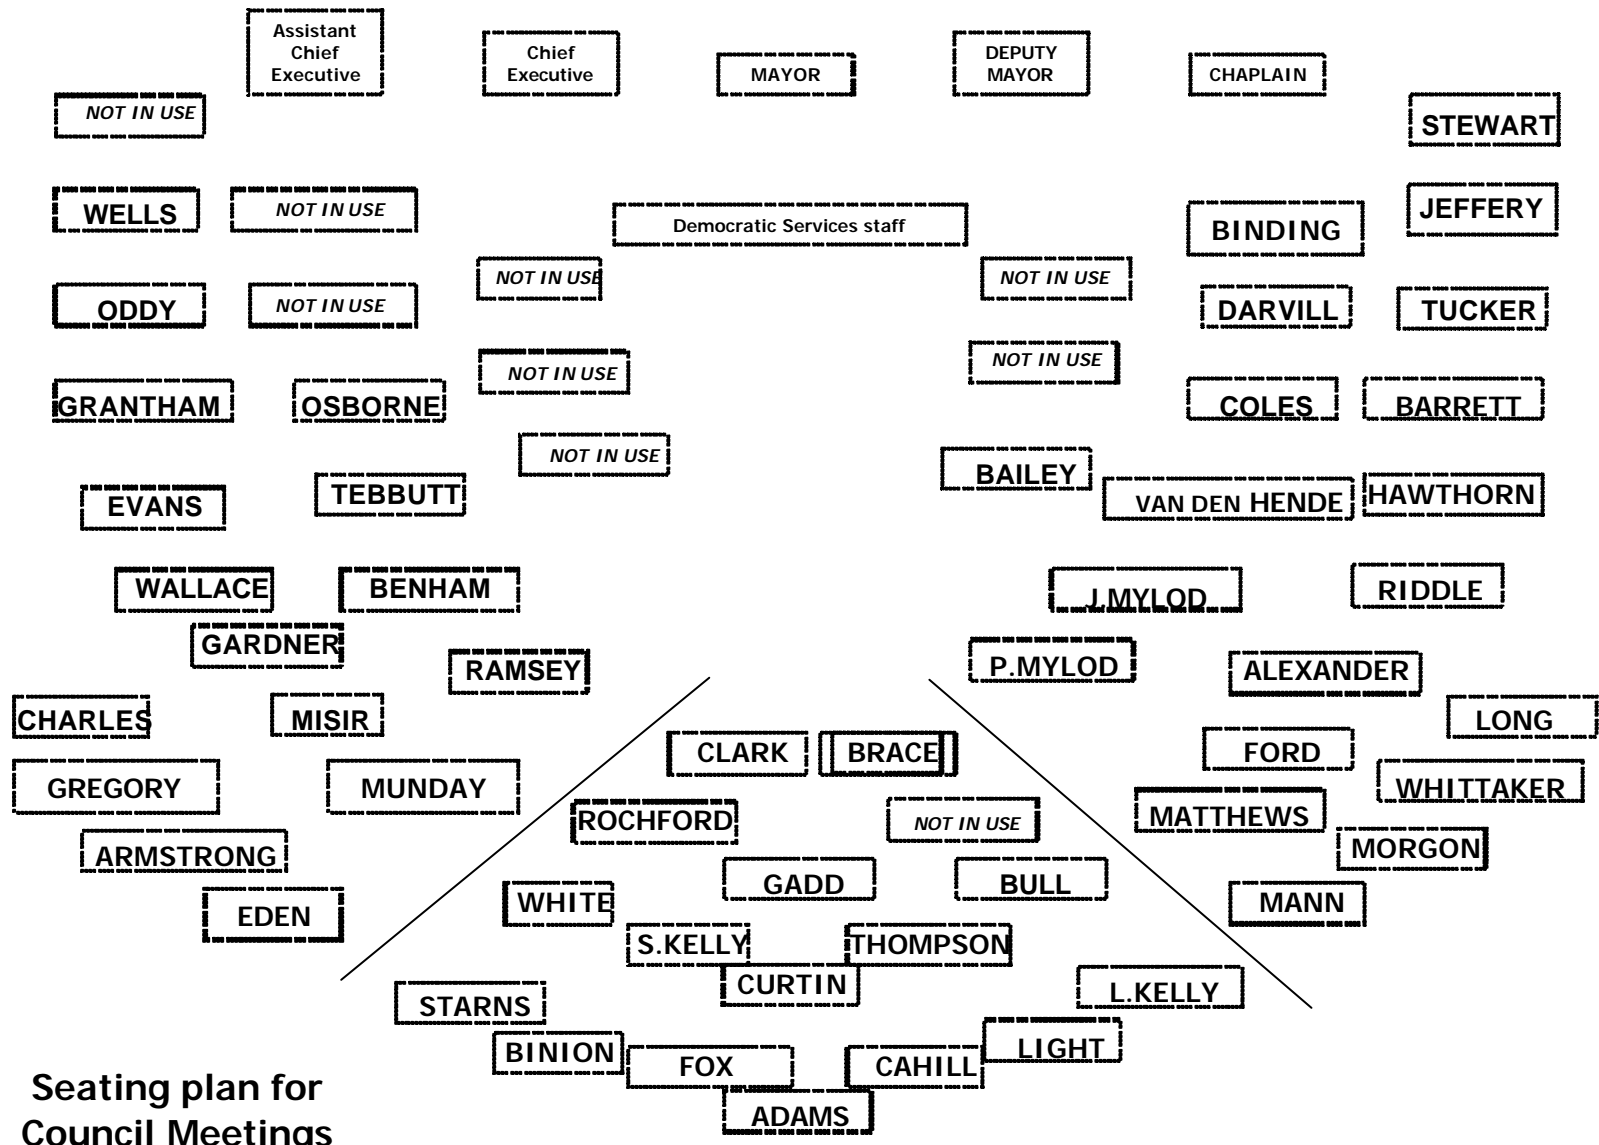 Assistant
Chief
Executive
Chief
Executive
MAYOR
DEPUTY
MAYOR
CHAPLAIN
NOT IN USE
STEWART
WELLS
NOT IN USE
Democratic Services staff
BINDING
JEFFERY
NOT IN USE
NOT IN USE
ODDY
NOT IN USE
DARVILL
TUCKER
NOT IN USE
NOT IN USE
GRANTHAM
OSBORNE
COLES
BARRETT
NOT IN USE
BAILEY
EVANS
TEBBUTT
VAN DEN HENDE
HAWTHORN
WALLACE
BENHAM
J.MYLOD
RIDDLE
GARDNER
RAMSEY
P.MYLOD
ALEXANDER
CHARLES
MISIR
LONG
CLARK
BRACE
FORD
GREGORY
MUNDAY
WHITTAKER
ROCHFORD
NOT IN USE
MATTHEWS
ARMSTRONG
MORGON
GADD
BULL
EDEN
WHITE
MANN
S.KELLY
THOMPSON
CURTIN
L.KELLY
STARNS
BINION
LIGHT
FOX
CAHILL
ADAMS
Seating plan for
Council Meetings